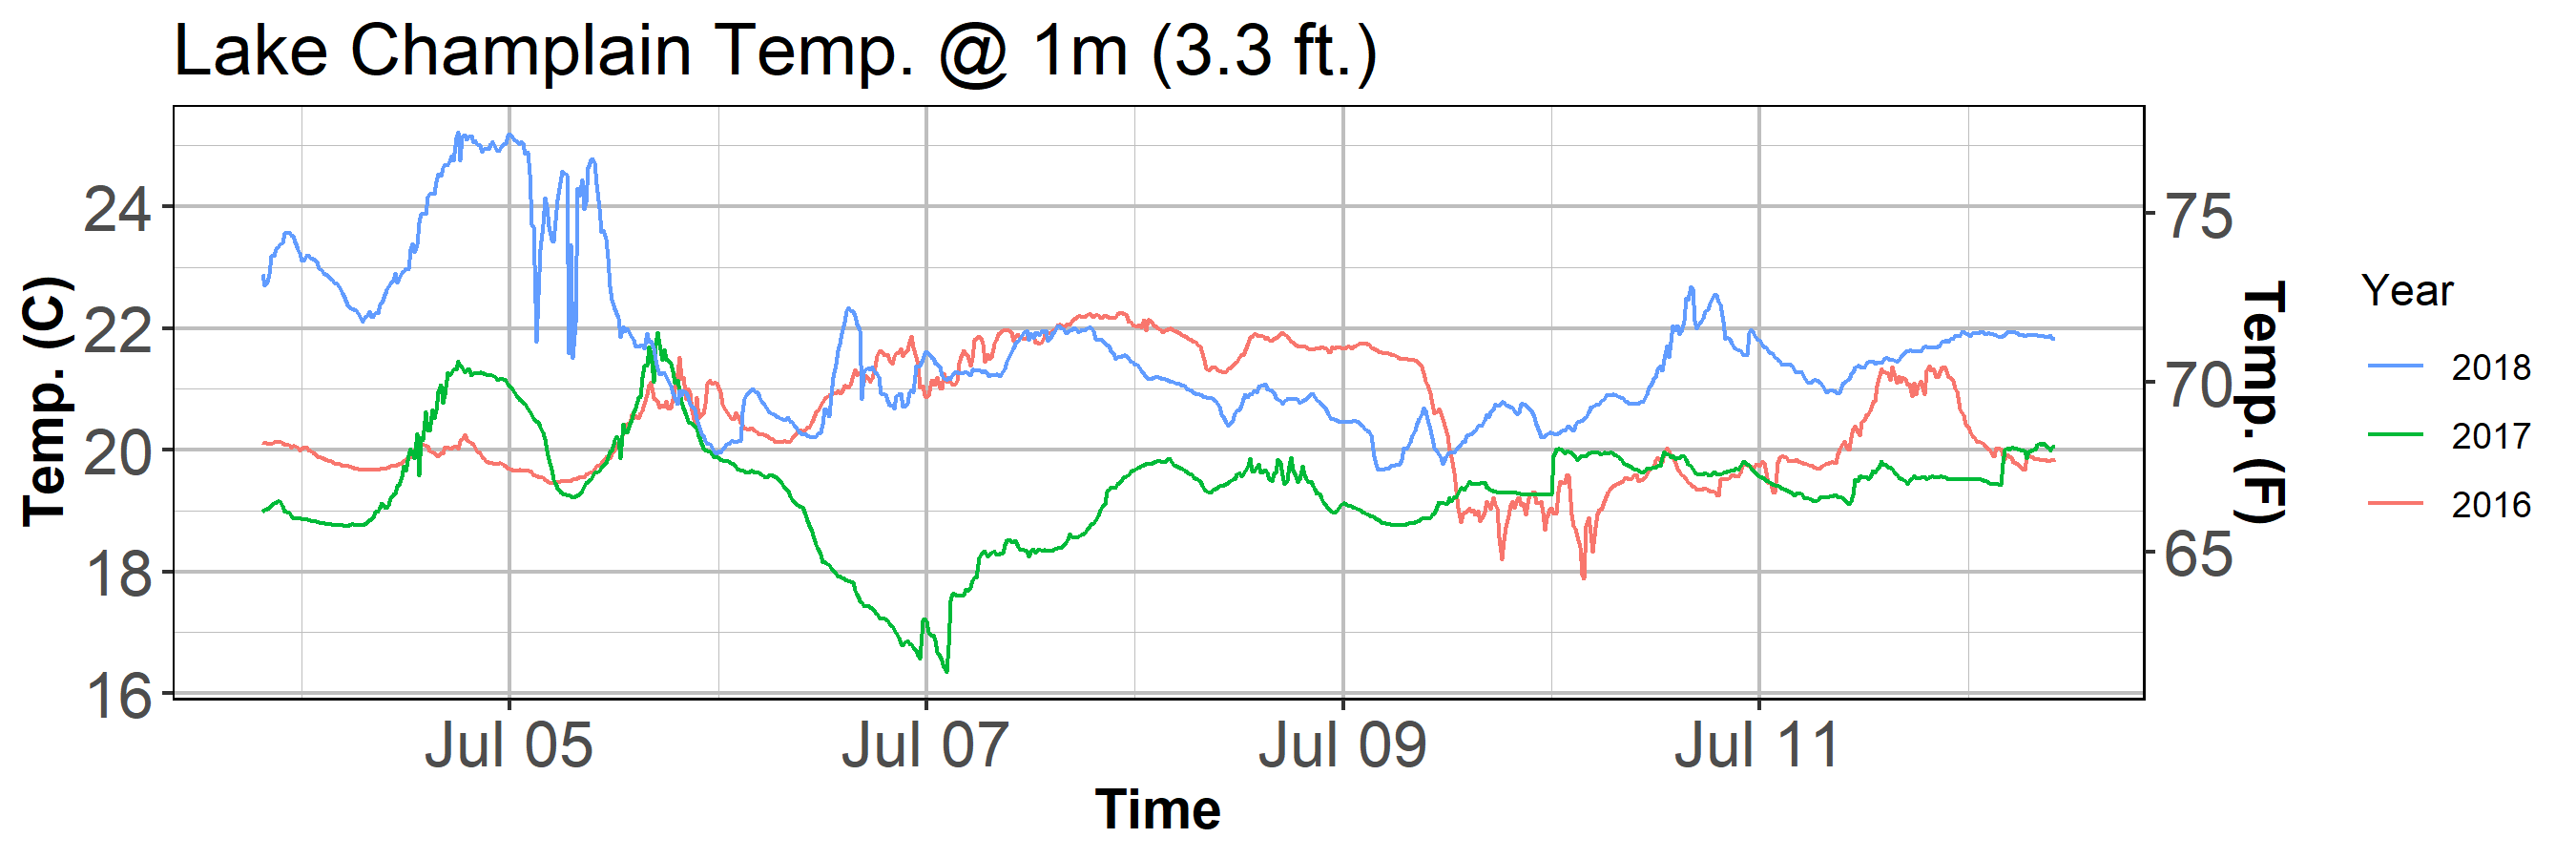 Lake Champlain Temp. @ 1m (3.3 ft.)
Temp. (C)
24
22
20
18
16
75
70
65
Temp. (F)
Jul 05
Jul 07
Jul 09
Jul 11
Time
Year
2018
2017
2016